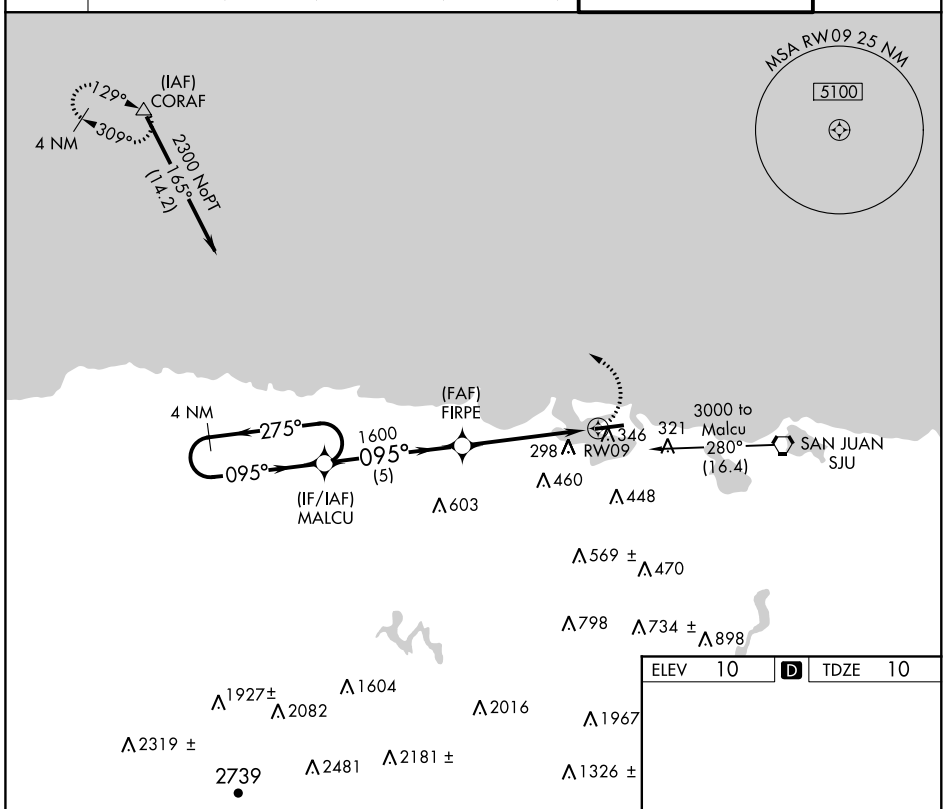 MSA RW09 25 NM
5100
(IAF)
CORAF
129°
309°
4 NM
2300 NoPT
165°
(14.2)
4 NM
275°
095°
(IF/IAF)
MALCU
1600
095°
(5)
(FAF)
FIRPE
298
RW09
346
321
3000 to
Malcu
280°
(16.4)
SAN JUAN
SJU
460
448
603
569 ±
470
798
734 ±
898
ELEV 10 D TDZE 10
1927±
1604
2082
2016
1967
2319 ±
2481
2181 ±
1326 ±
2739